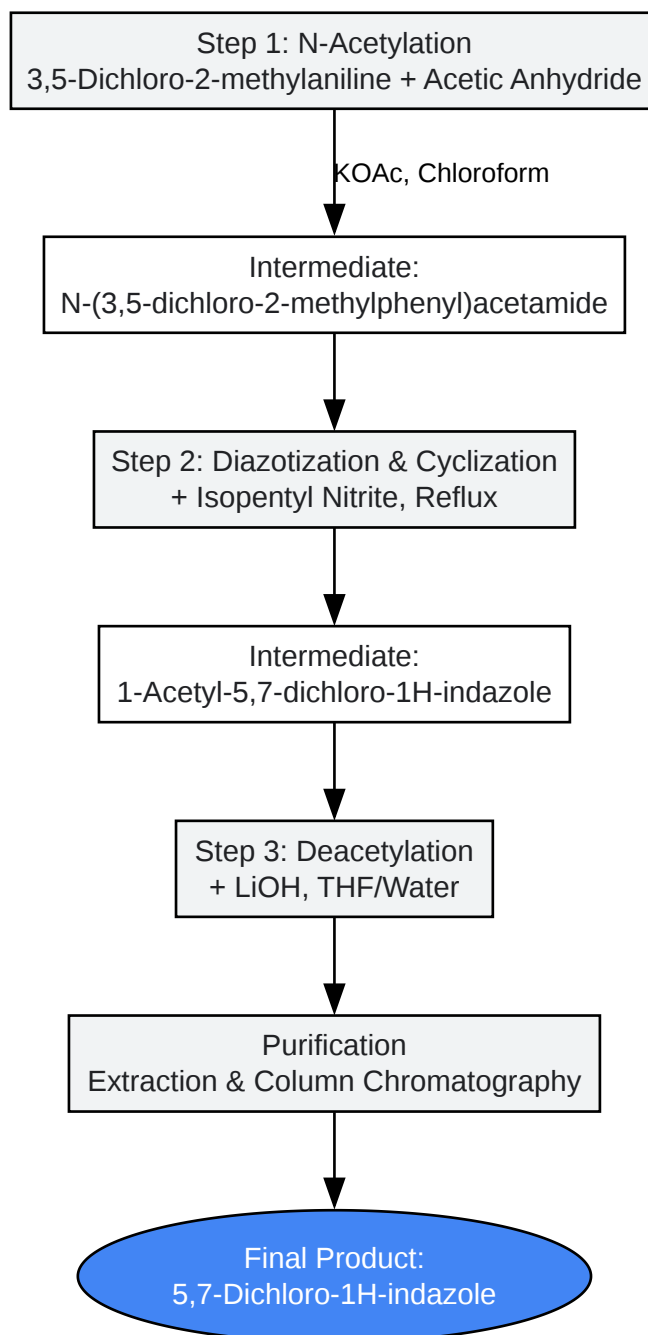 Step 1: N-Acetylation
3,5-Dichloro-2-methylaniline + Acetic Anhydride
KOAc, Chloroform
Intermediate:
N-(3,5-dichloro-2-methylphenyl)acetamide
Step 2: Diazotization & Cyclization
+ Isopentyl Nitrite, Reflux
Intermediate:
1-Acetyl-5,7-dichloro-1H-indazole
Step 3: Deacetylation
+ LiOH, THF/Water
Purification
Extraction & Column Chromatography
Final Product:
5,7-Dichloro-1H-indazole